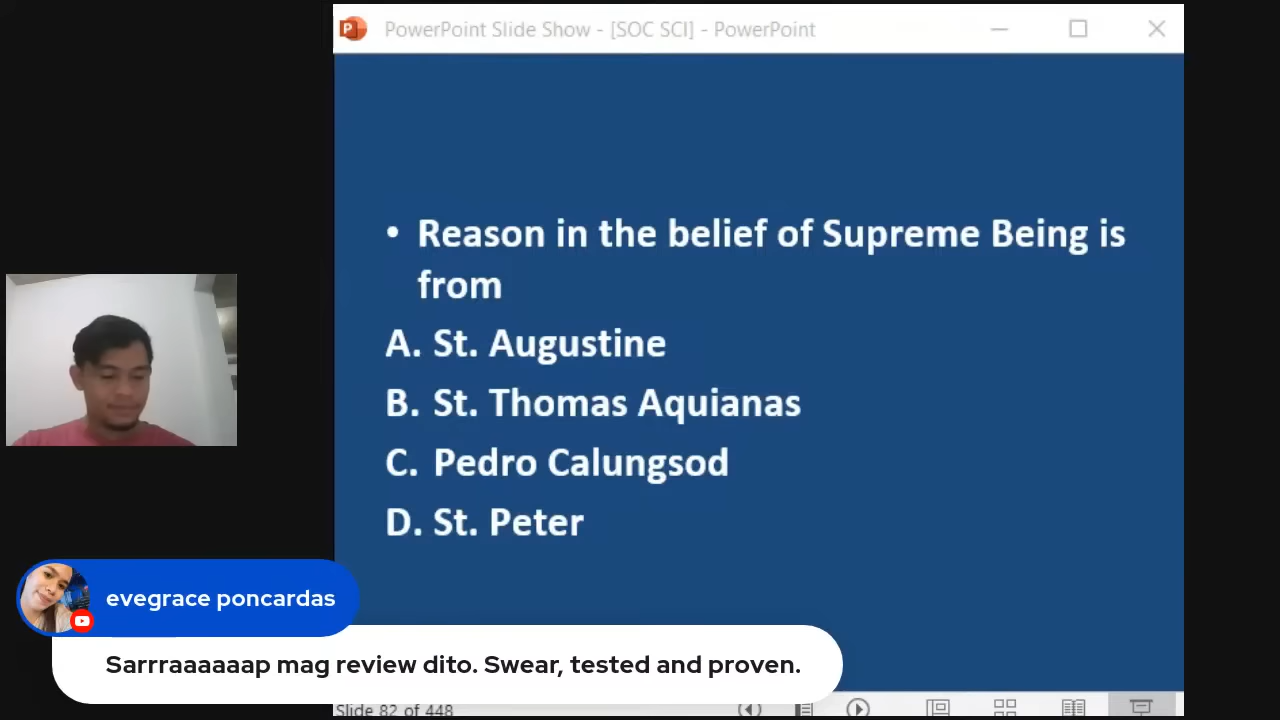 PowerPoint Slide Show - [SOC SCI] - PowerPoint
• Reason in the belief of Supreme Being is
from
A. St. Augustine
B. St. Thomas Aquianas
C. Pedro Calungsod
D. St. Peter
evegrace poncardas
Sarrraaaaaap mag review dito. Swear, tested and proven.
Slide 82 of 448